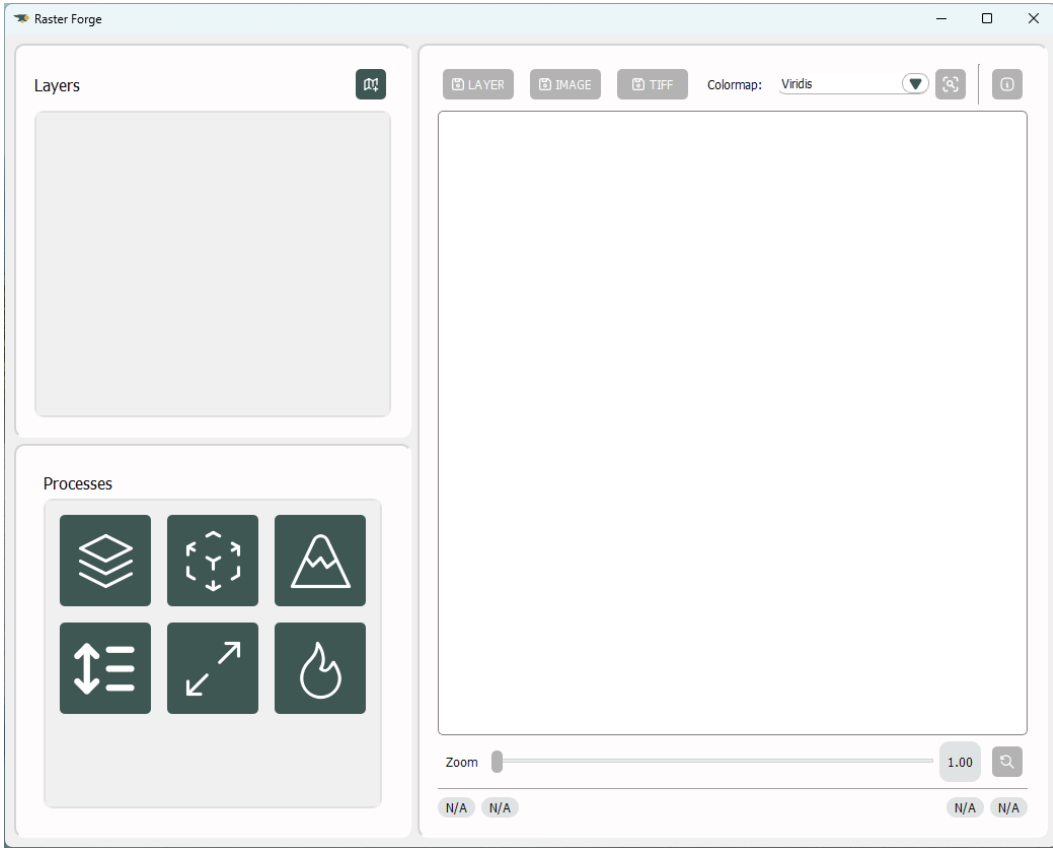 Raster Forge
Layers
LAYER IMAGE TIFF Colormap: Viridis
Processes
Zoom 1.00
N/A N/A N/A N/A